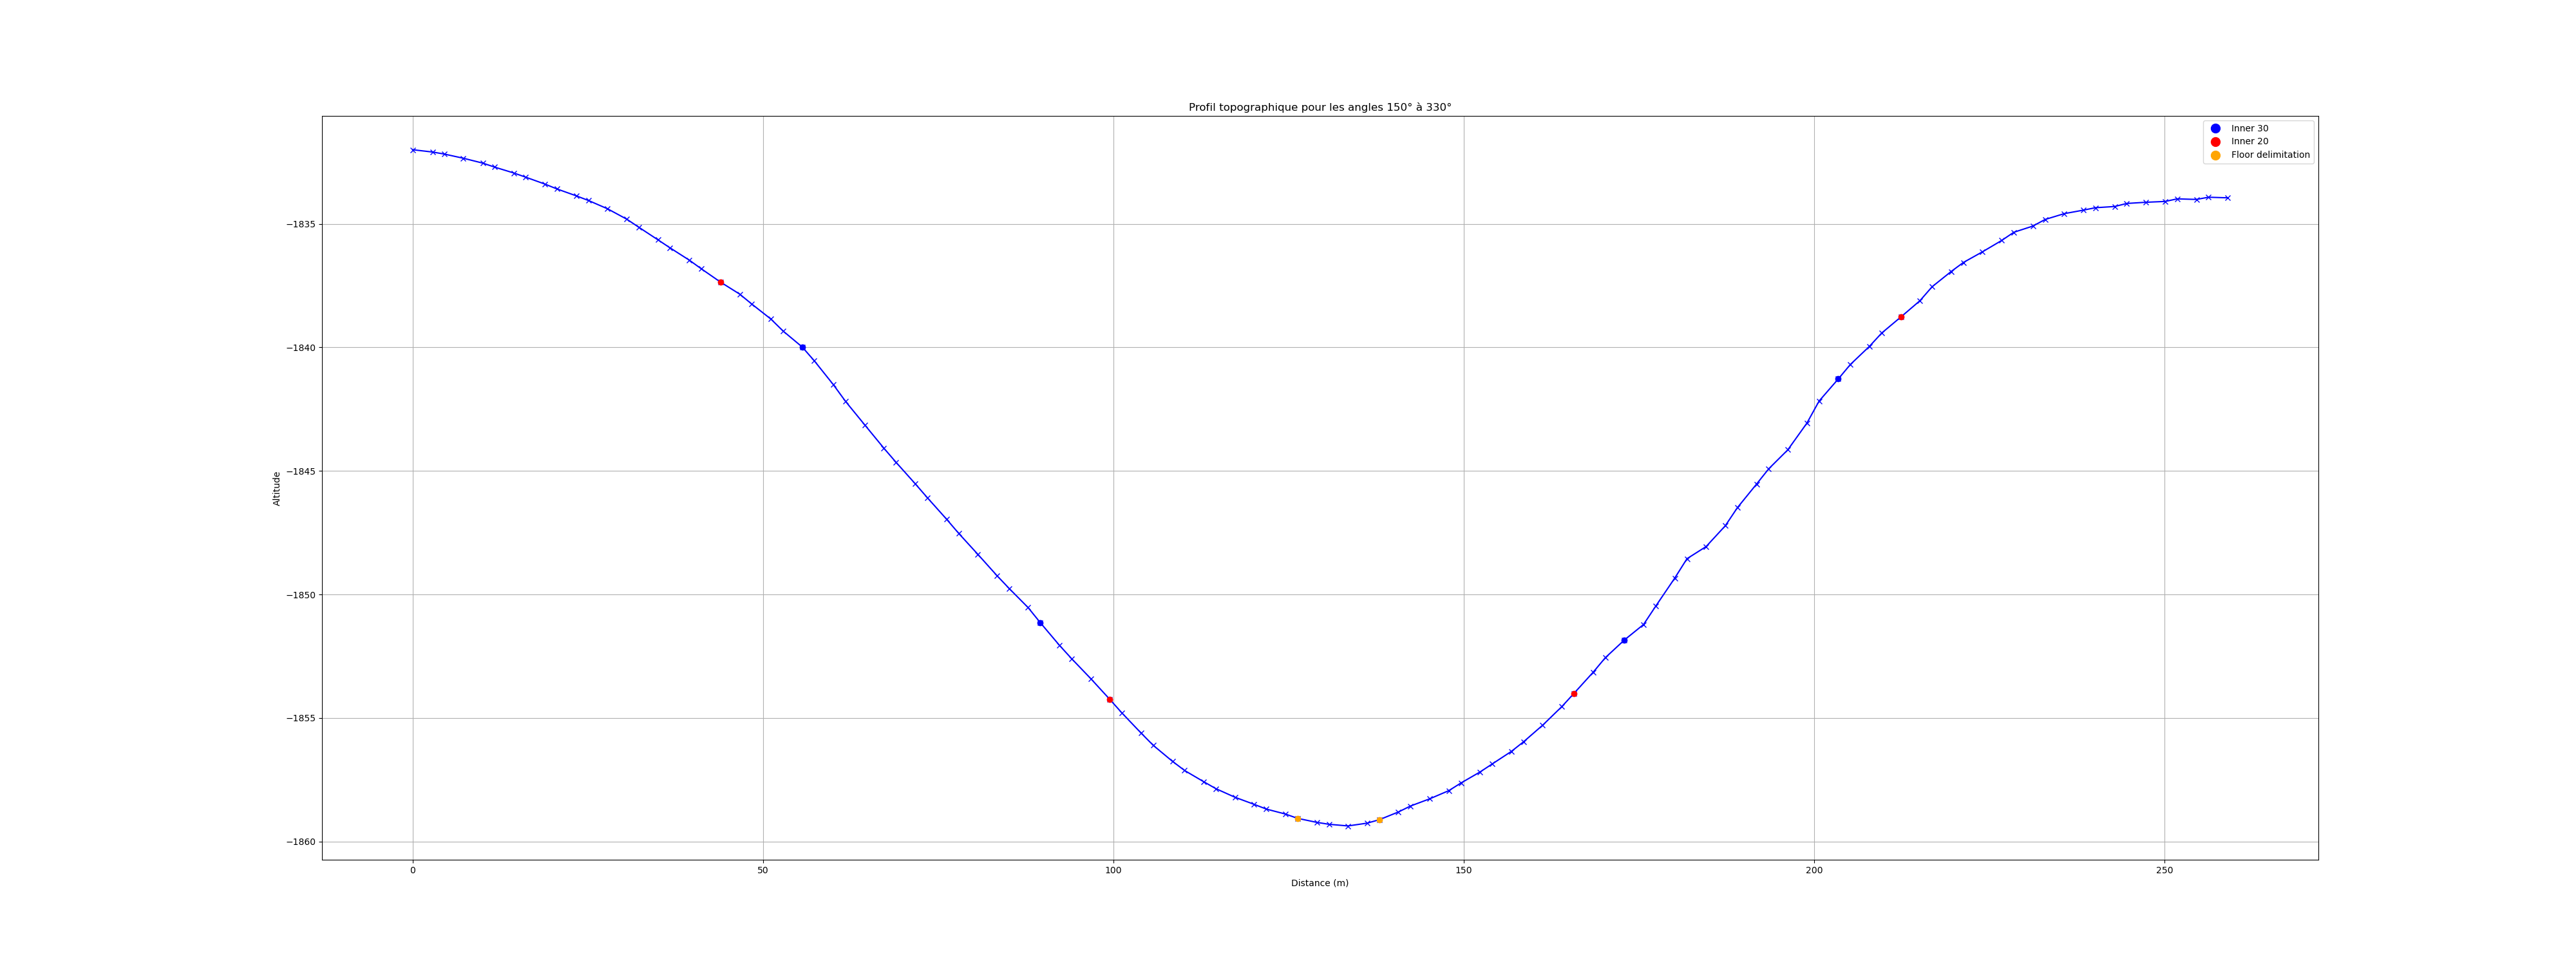 Profil topographique pour les angles 150° à 330°
Inner 30
Inner 20
Floor delimitation
−1835
−1840
−1845
−1850
−1855
−1860
Altitude
0
50
100
150
200
250
Distance (m)